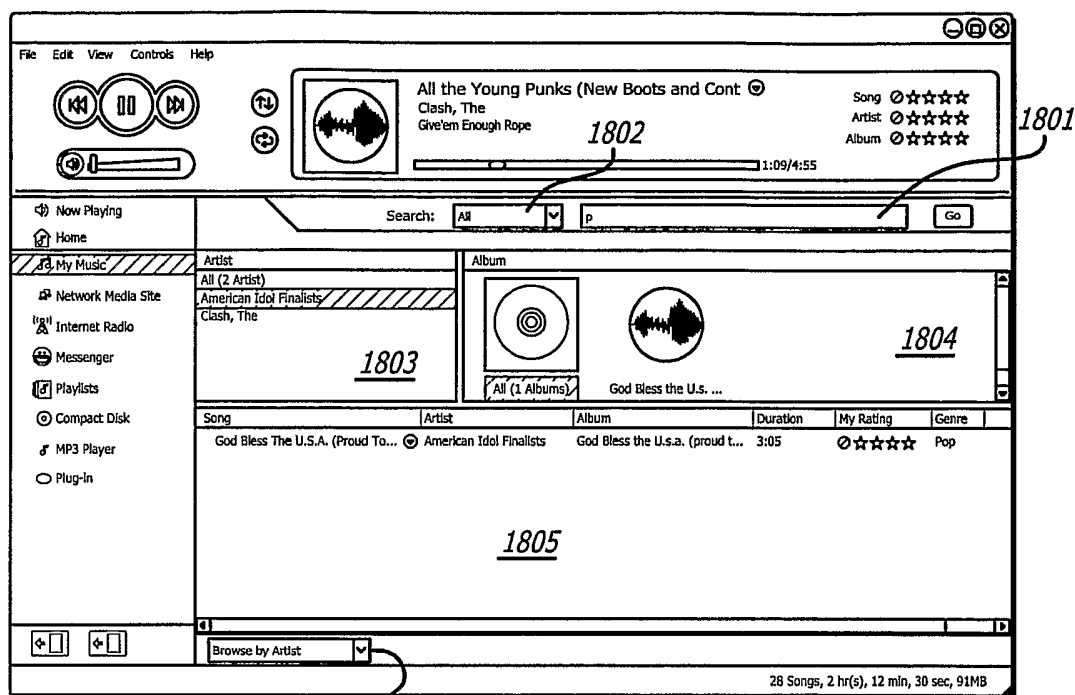 File Edit View Controls Help
All the Young Punks (New Boots and Cont
Clash, The
Give'em Enough Rope
1:09/4:55
Song
Artist
Album
1802
1801
Search: All p Go
Now Playing
Home
My Music
Network Media Site
Internet Radio
Messenger
Playlists
Compact Disk
MP3 Player
Plug-in
Artist
All (2 Artist)
American Idol Finalists
Clash, The
1803
Album
All (1 Albums)
God Bless the U.s. ...
1804
Song Artist Album Duration My Rating Genre
God Bless The U.S.A. (Proud To... American Idol Finalists God Bless the U.s.a. (proud t... 3:05 Pop
1805
Browse by Artist
28 Songs, 2 hr(s), 12 min, 30 sec, 91MB